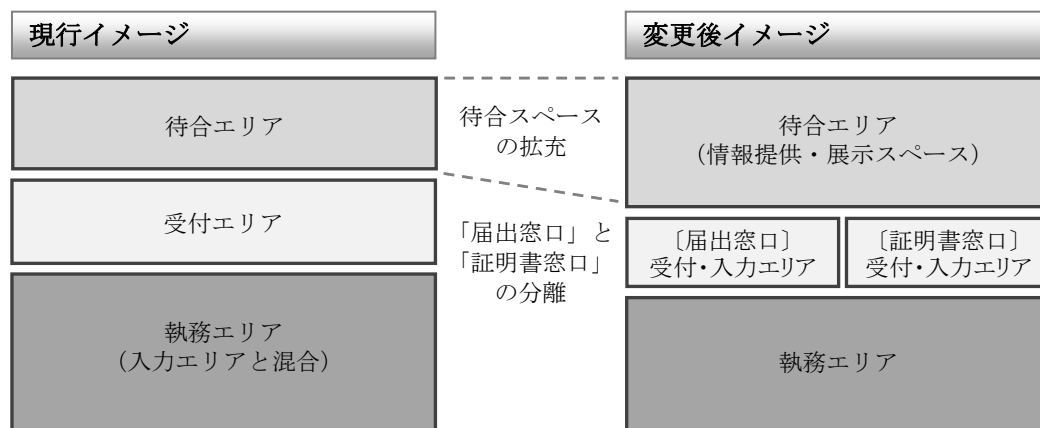 現行イメージ
待合エリア
受付エリア
執務エリア
（入力エリアと混合）
待合スペース
の拡充
「届出窓口」と
「証明書窓口」
の分離
変更後イメージ
待合エリア
（情報提供・展示スペース）
〔届出窓口〕
受付・入力エリア
〔証明書窓口〕
受付・入力エリア
執務エリア